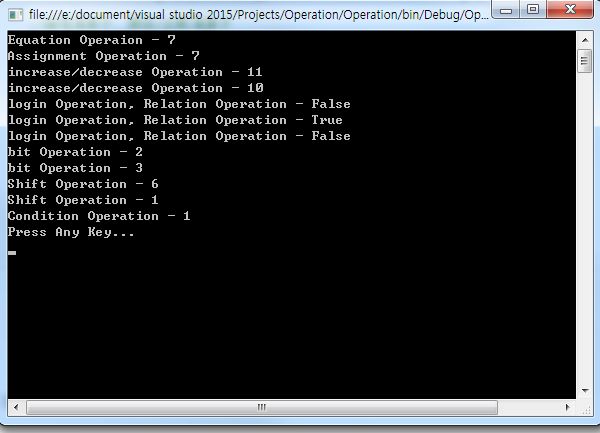 file:///e:/document/visual studio 2015/Projects/Operation/Operation/bin/Debug/Op...
Equation Operaion - 7
Assignment Operation - 7
increase/decrease Operation - 11
increase/decrease Operation - 10
login Operation, Relation Operation - False
login Operation, Relation Operation - True
login Operation, Relation Operation - False
bit Operation - 2
bit Operation - 3
Shift Operation - 6
Shift Operation - 1
Condition Operation - 1
Press Any Key...